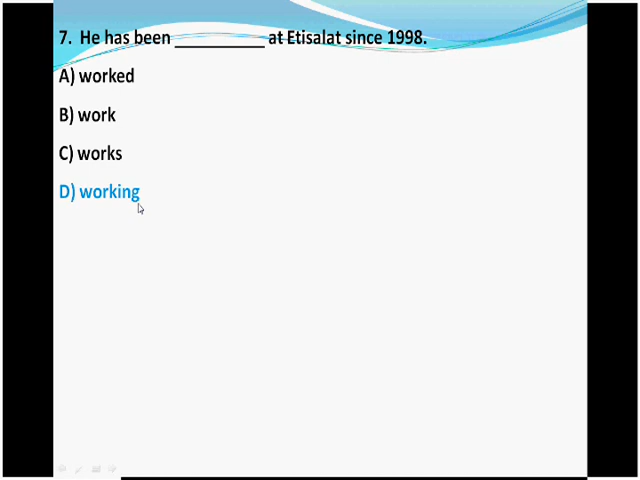 7. He has been __________ at Etisalat since 1998.
A) worked
B) work
C) works
D) working